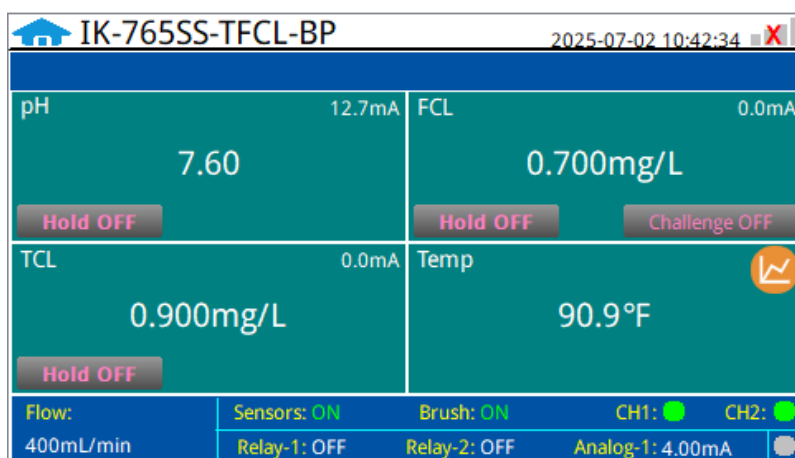 IK-765SS-TFCL-BP 2025-07-02 10:42:34 X
pH 12.7mA
7.60
Hold OFF
FCL 0.0mA
0.700mg/L
Hold OFF Challenge OFF
TCL 0.0mA
0.900mg/L
Hold OFF
Temp
90.9°F
Flow:
400mL/min
Sensors: ON Brush: ON CH1: CH2:
Relay-1: OFF Relay-2: OFF Analog-1: 4.00mA